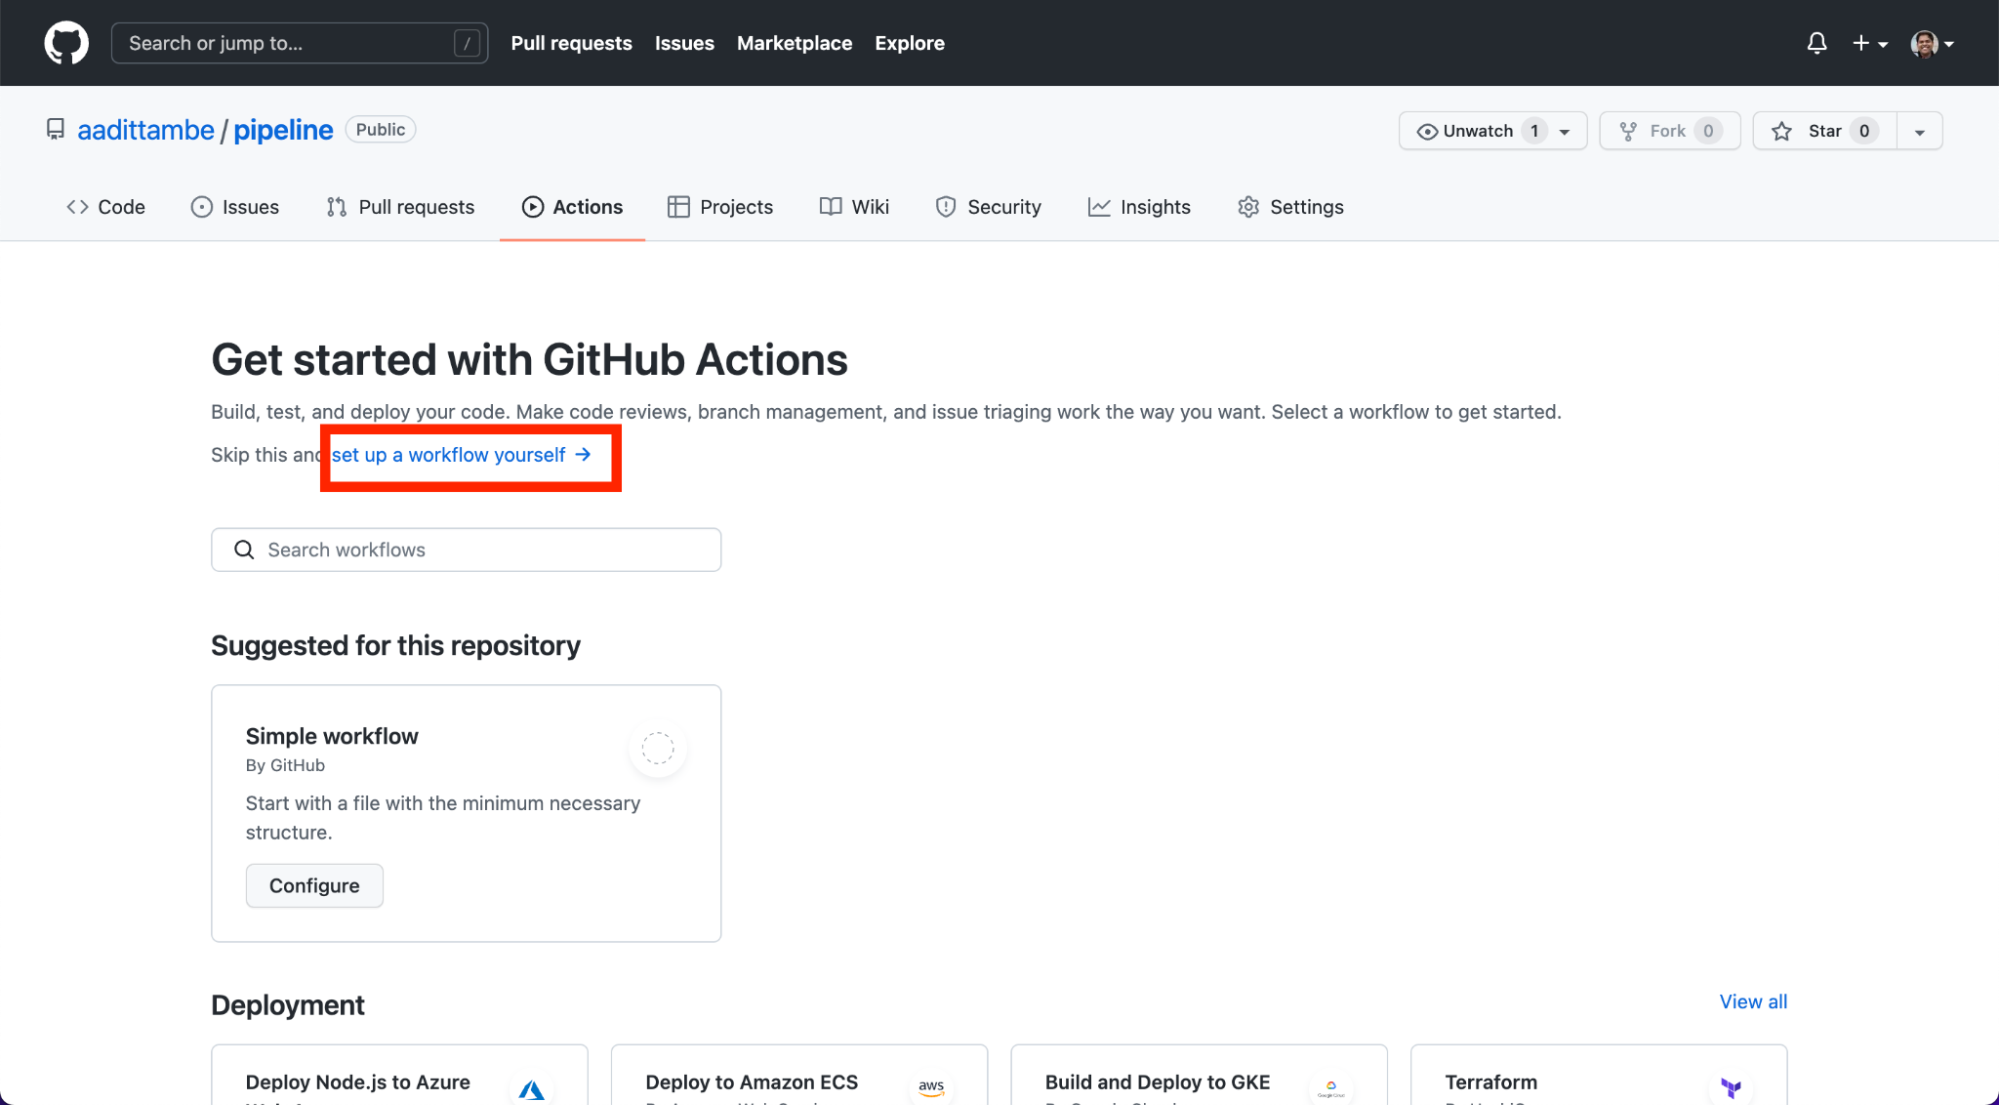 Search or jump to... /
Pull requests Issues Marketplace Explore
aadittambe / pipeline Public
Unwatch 1 Fork 0 Star 0
Code Issues Pull requests Actions Projects Wiki Security Insights Settings
Get started with GitHub Actions
Build, test, and deploy your code. Make code reviews, branch management, and issue triaging work the way you want. Select a workflow to get started.
Skip this and set up a workflow yourself →
Search workflows
Suggested for this repository
Simple workflow
By GitHub
Start with a file with the minimum necessary
structure.
Configure
Deployment
View all
Deploy Node.js to Azure
Deploy to Amazon ECS
aws
Build and Deploy to GKE
Terraform